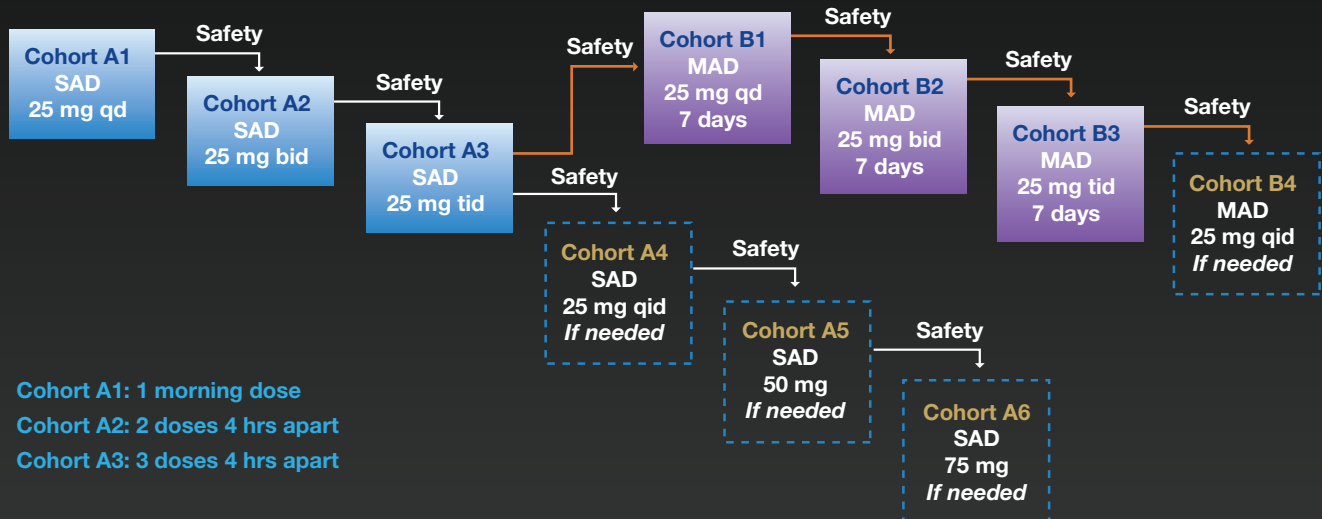 Cohort A1
SAD
25 mg qd
Safety
Cohort A2
SAD
25 mg bid
Safety
Cohort A3
SAD
25 mg tid
Safety
Cohort B1
MAD
25 mg qd
7 days
Safety
Cohort B2
MAD
25 mg bid
7 days
Safety
Cohort B3
MAD
25 mg tid
7 days
Safety
Cohort B4
MAD
25 mg qid
If needed
Safety
Cohort A4
SAD
25 mg qid
If needed
Safety
Cohort A5
SAD
50 mg
If needed
Safety
Cohort A6
SAD
75 mg
If needed
Cohort A1: 1 morning dose
Cohort A2: 2 doses 4 hrs apart
Cohort A3: 3 doses 4 hrs apart